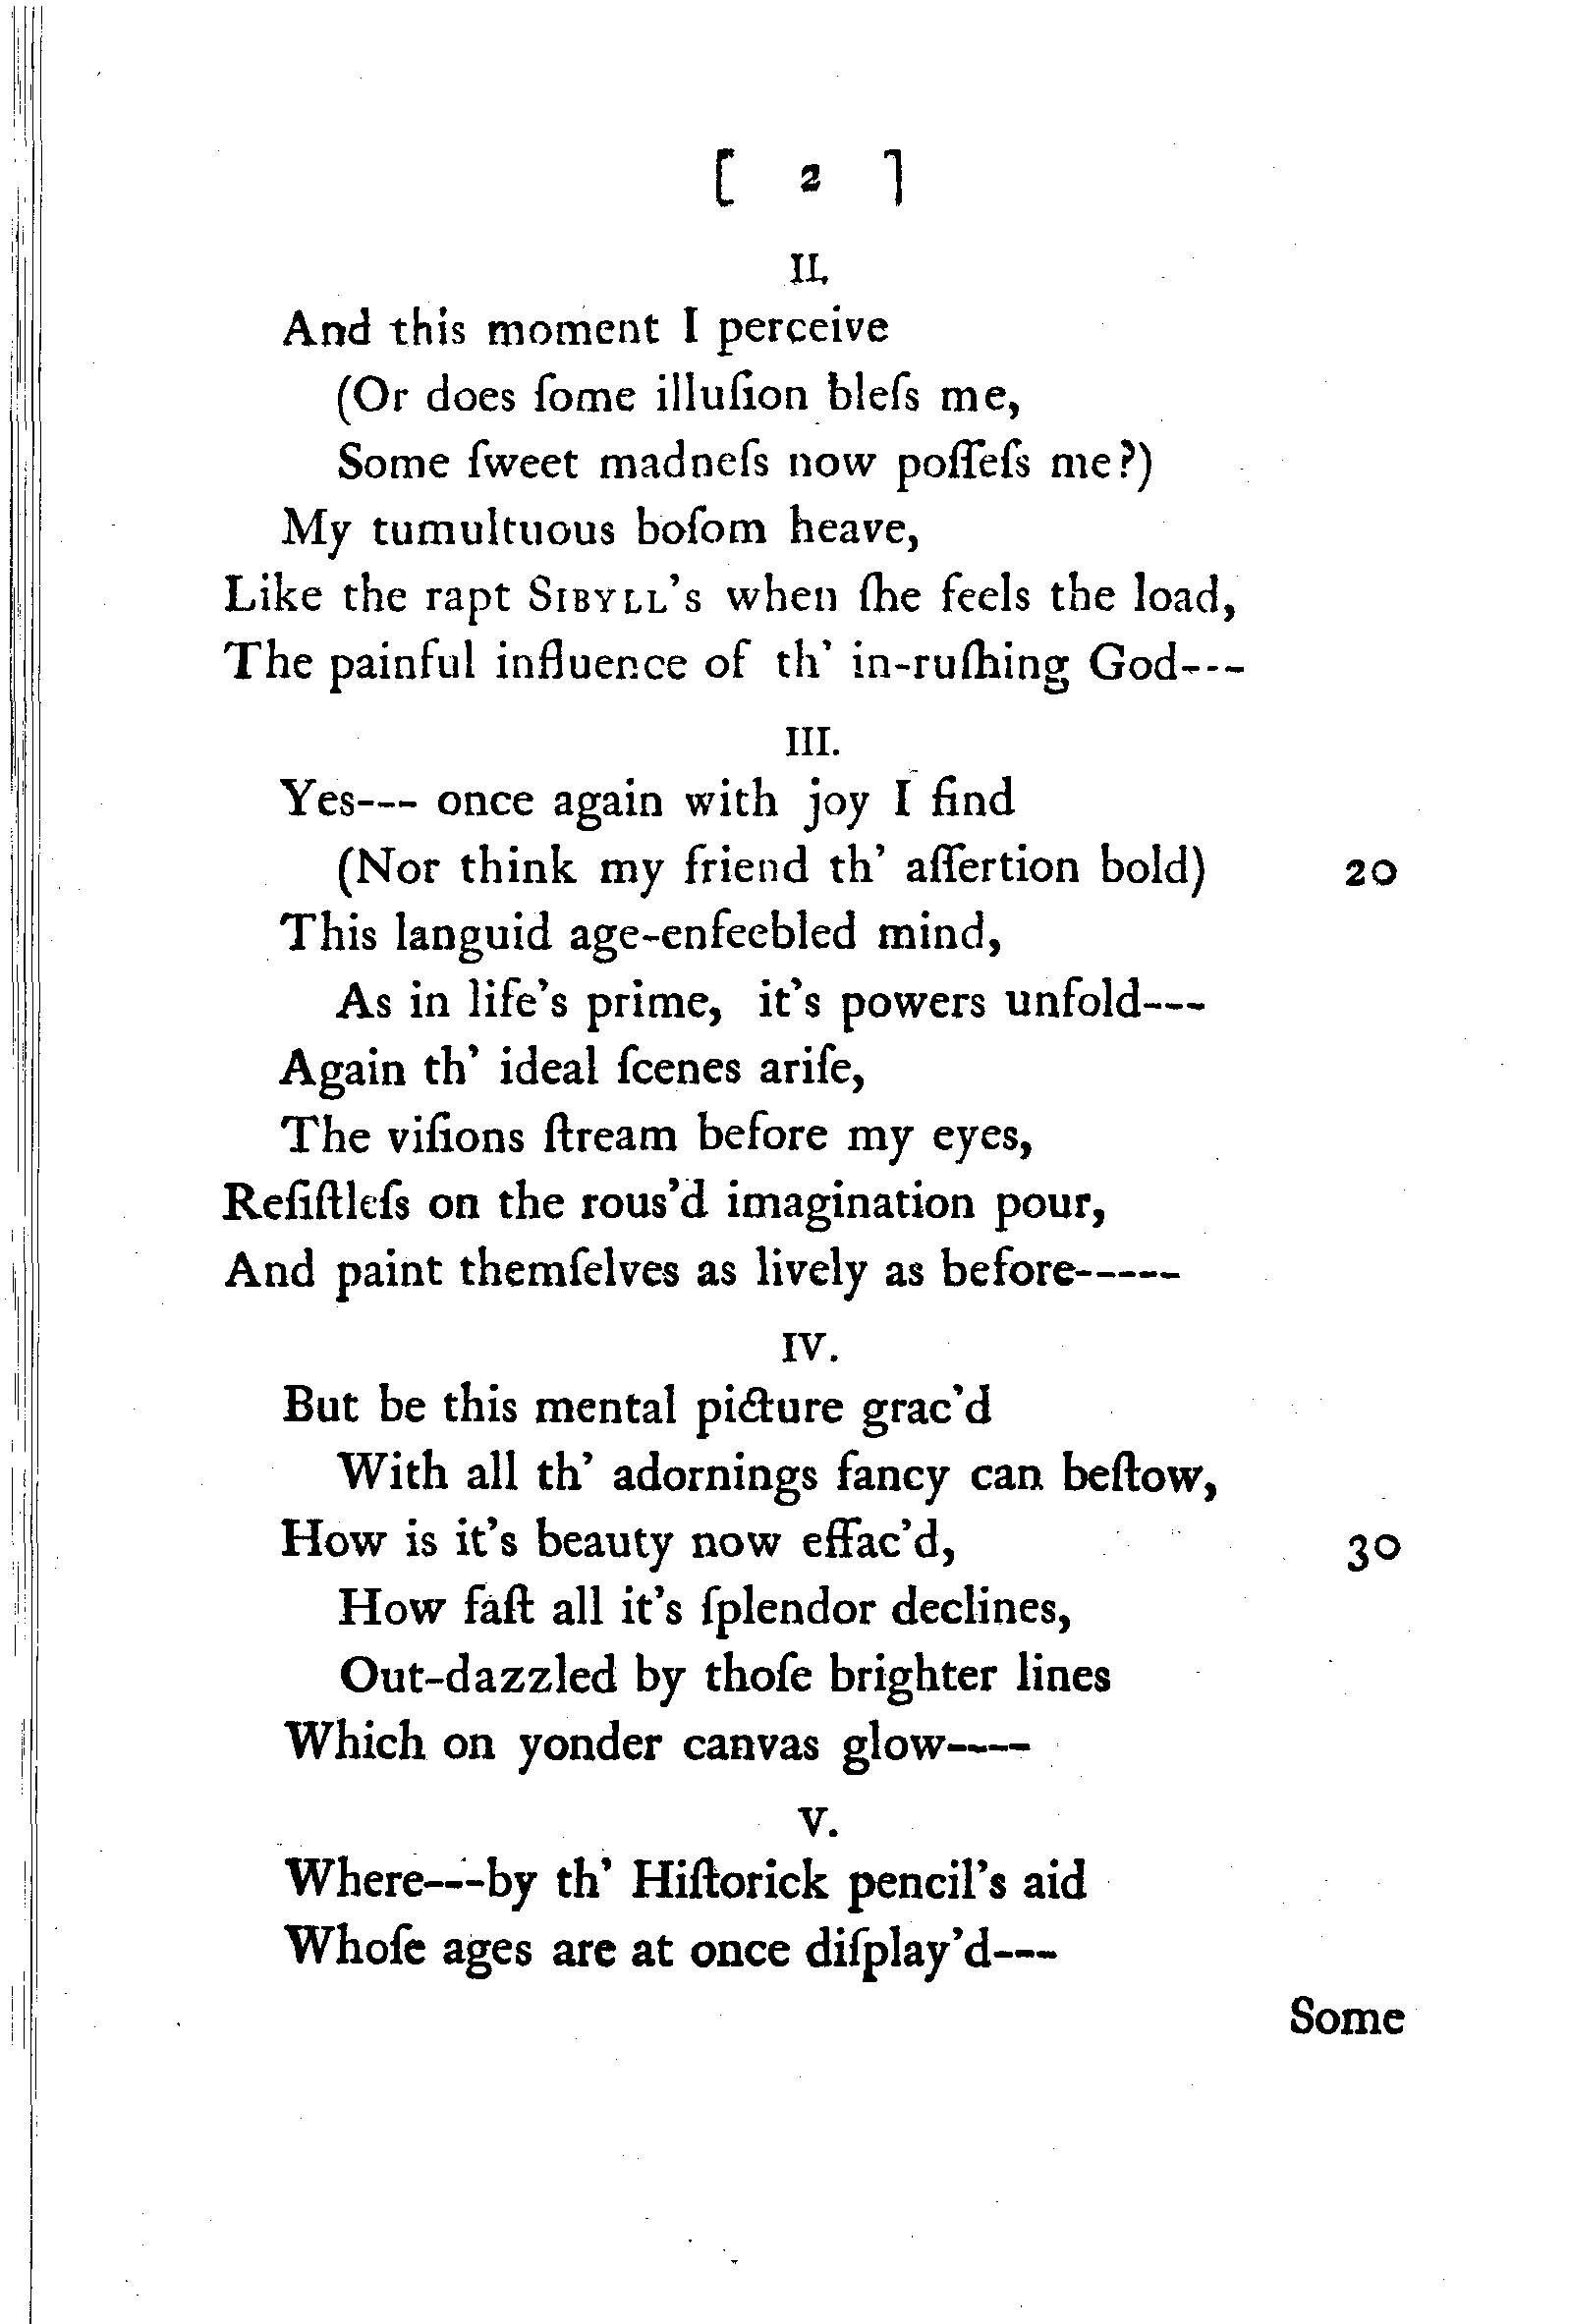 [ 2 ]
II.
And this moment I perceive
(Or does ſome illuſion bleſs me,
Some ſweet madneſs now poſſeſs me?)
My tumultuous boſom heave,
Like the rapt SIBYLL's when ſhe feels the load,
The painful influence of th' in-ruſhing God---
III.
Yes--- once again with joy I find
(Nor think my friend th' aſſertion bold) 20
This languid age-enfeebled mind,
As in life's prime, it's powers unfold---
Again th' ideal ſcenes ariſe,
The viſions ſtream before my eyes,
Reſiſtleſs on the rous'd imagination pour,
And paint themſelves as lively as before-----
IV.
But be this mental picture grac'd
With all th' adornings fancy can beſtow,
How is it's beauty now effac'd, 30
How faſt all it's ſplendor declines,
Out-dazzled by thoſe brighter lines
Which on yonder canvas glow----
V.
Where---by th' Hiſtorick pencil's aid
Whoſe ages are at once diſplay'd---
Some